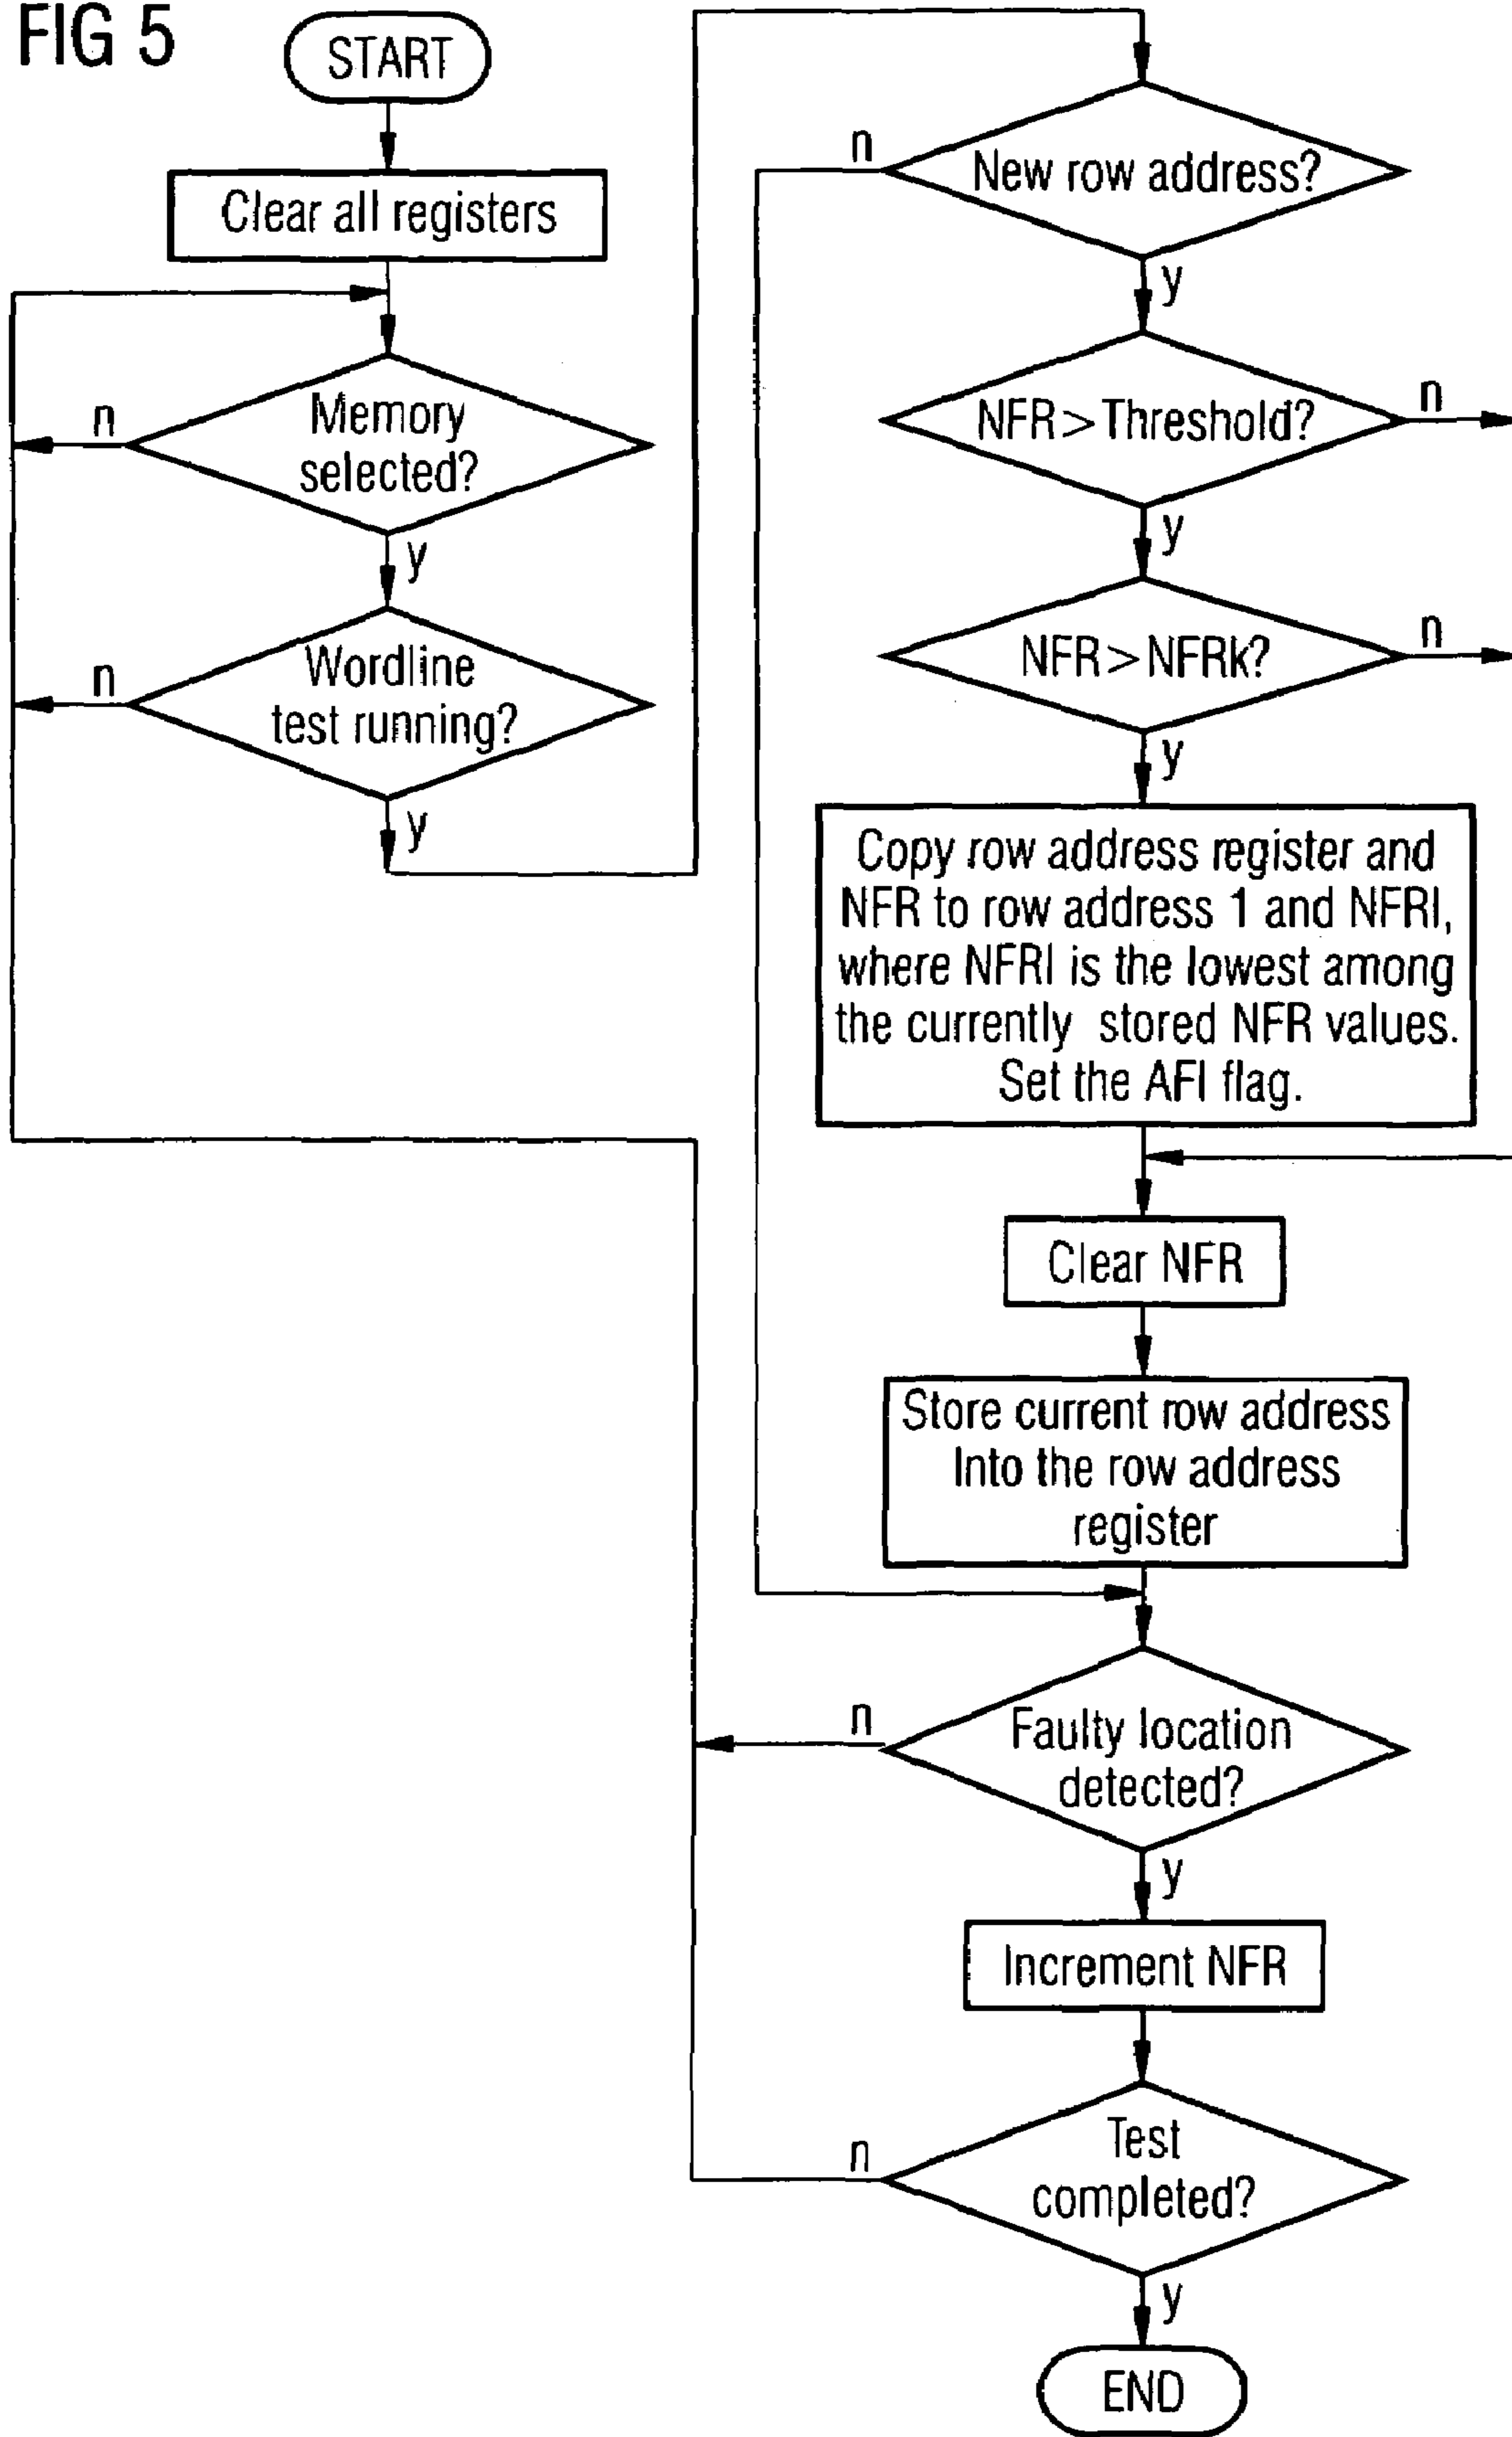 FIG 5
START
Clear all registers
n
Memory
selected?
y
n
Wordline
test running?
y
n
New row address?
y
NFR > Threshold?
n
y
NFR > NFRk?
n
y
Copy row address register and
NFR to row address 1 and NFRl,
where NFRl is the lowest among
the currently stored NFR values.
Set the AFI flag.
Clear NFR
Store current row address
Into the row address
register
n
Faulty location
detected?
y
Increment NFR
n
Test
completed?
y
END